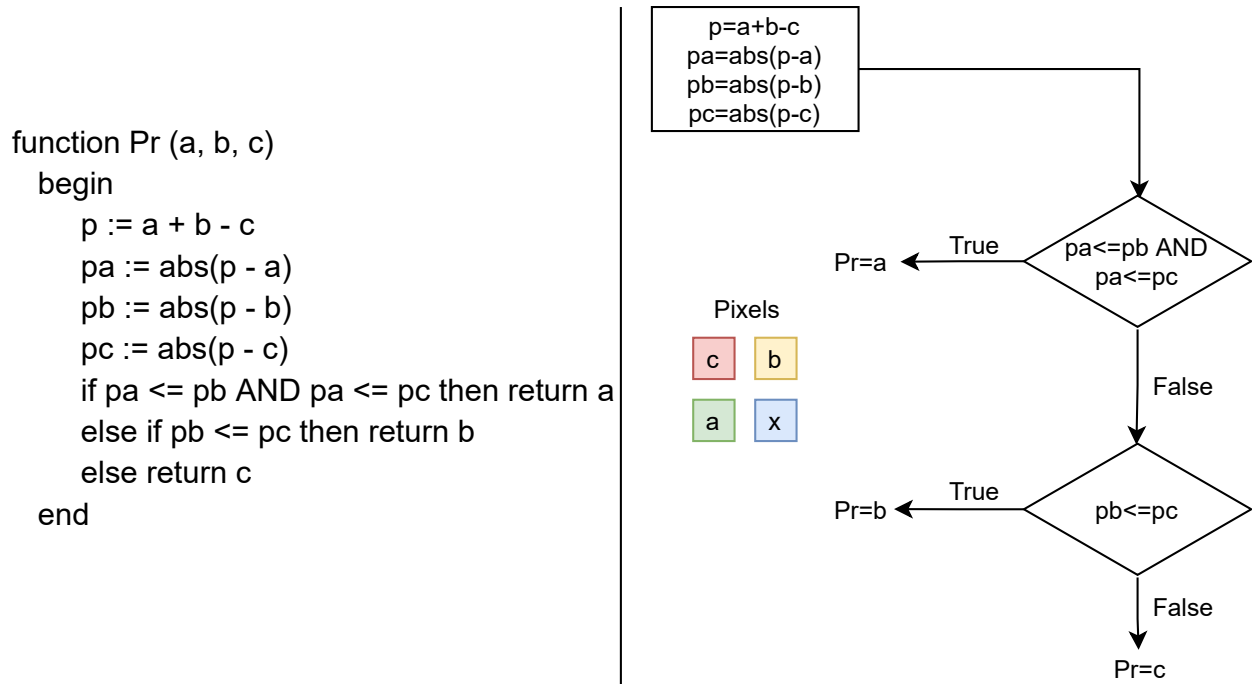 function Pr (a, b, c)
begin
p := a + b - c
pa := abs(p - a)
pb := abs(p - b)
pc := abs(p - c)
if pa <= pb AND pa <= pc then return a
else if pb <= pc then return b
else return c
end
p=a+b-c
pa=abs(p-a)
pb=abs(p-b)
pc=abs(p-c)
pa<=pb AND
pa<=pc
True
Pr=a
Pixels
c b
a x
False
pb<=pc
True
Pr=b
False
Pr=c